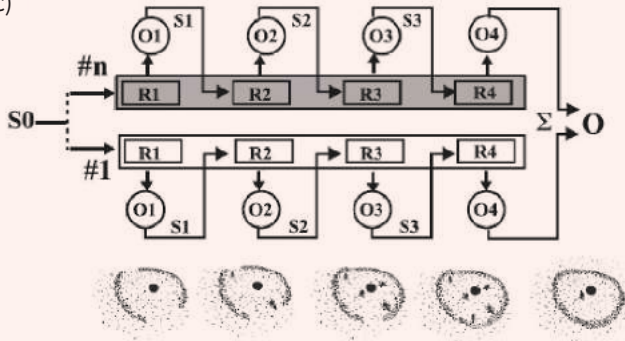 c)
S1 S2 S3
O1 O2 O3 O4
#n
R1 R2 R3 R4
S0 Σ O
R1 R2 R3 R4
#1
O1 O2 O3 O4
S1 S2 S3